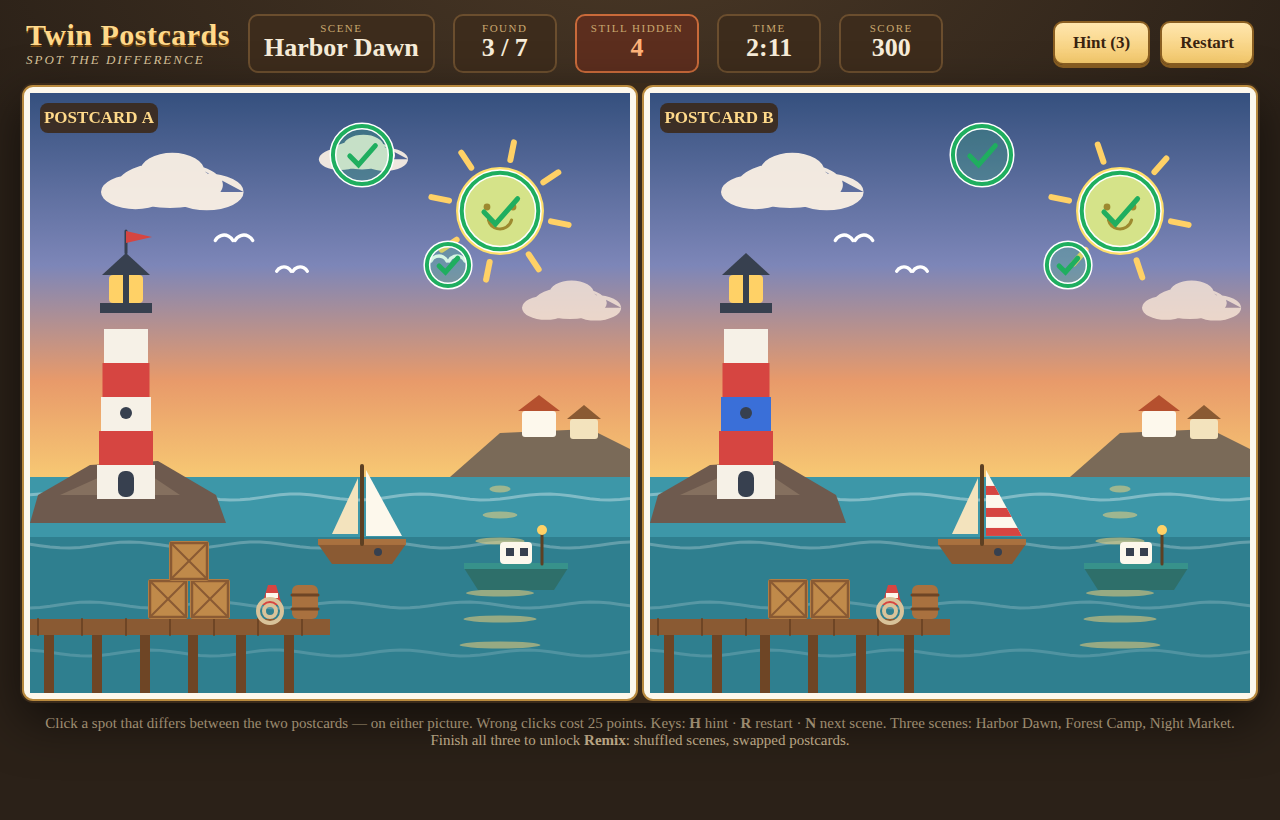 Twin Postcards
SPOT THE DIFFERENCE
SCENE
Harbor Dawn
FOUND
3 / 7
STILL HIDDEN
4
TIME
2:11
SCORE
300
Hint (3)
Restart
POSTCARD A
POSTCARD B
Click a spot that differs between the two postcards — on either picture. Wrong clicks cost 25 points. Keys: H hint · R restart · N next scene. Three scenes: Harbor Dawn, Forest Camp, Night Market.
Finish all three to unlock Remix: shuffled scenes, swapped postcards.